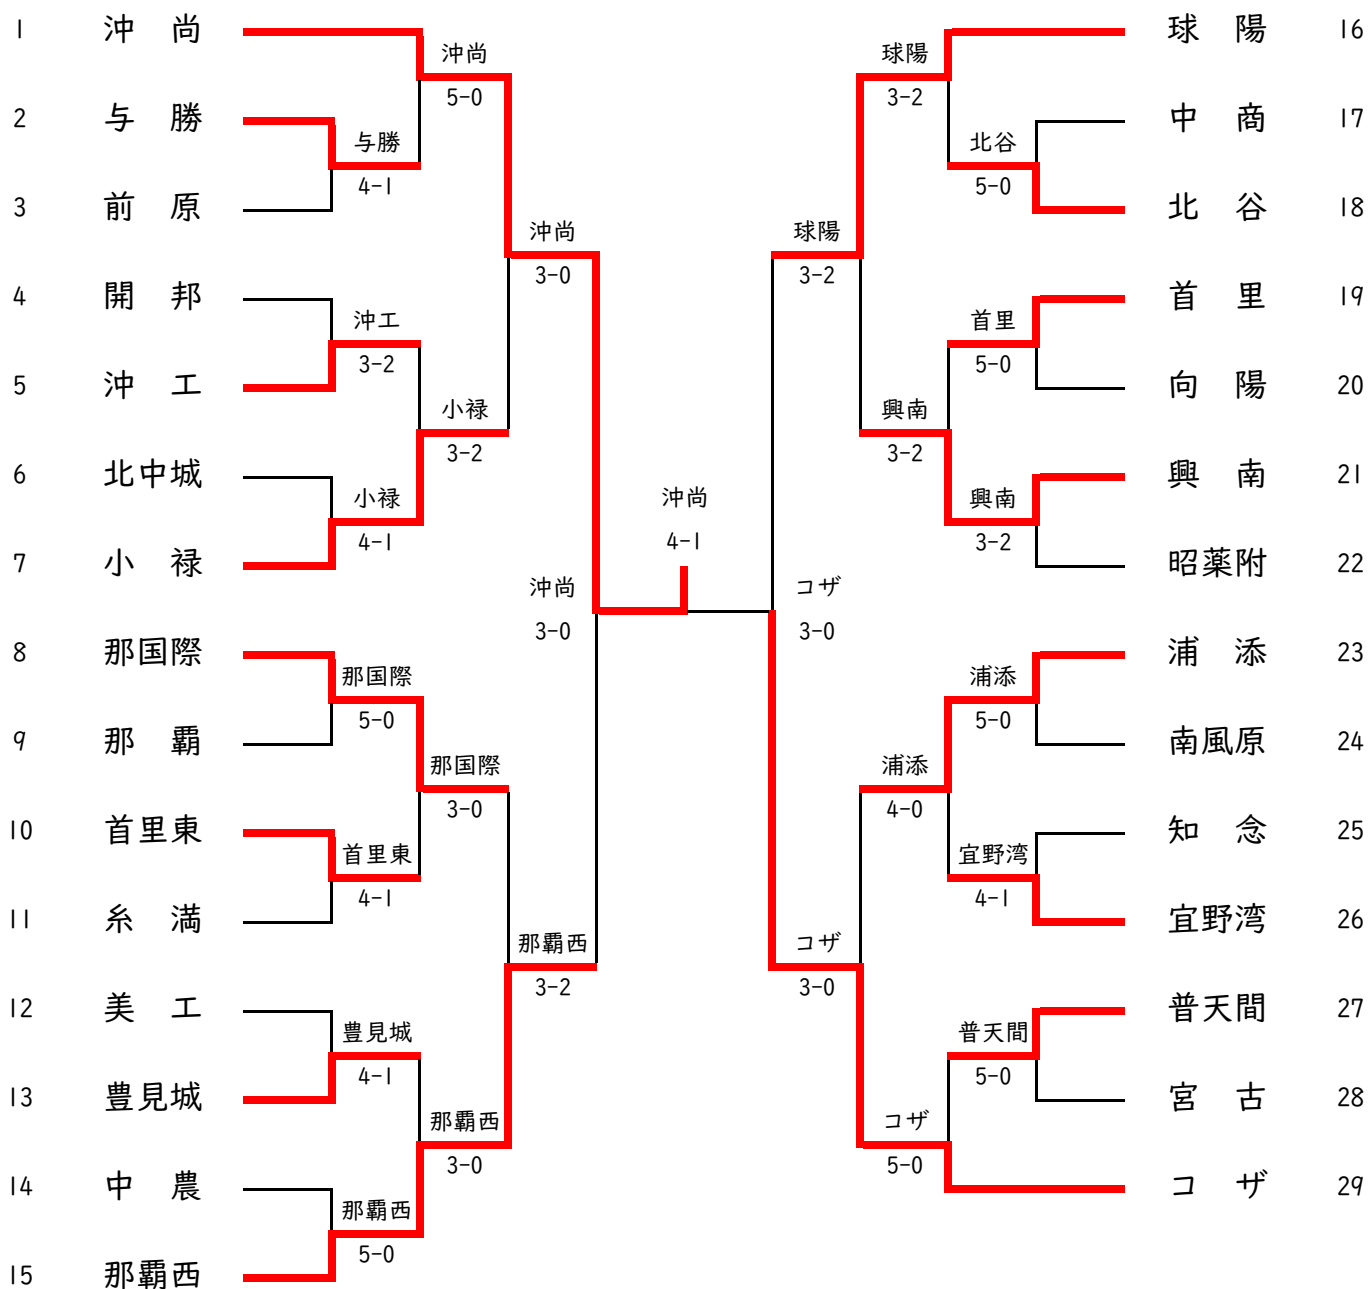 1 沖尚
2 与勝
3 前原
4 開邦
5 沖工
6 北中城
7 小禄
8 那国際
9 那覇
10 首里東
11 糸満
12 美工
13 豊見城
14 中農
15 那覇西
与勝
4-1
沖工
3-2
小禄
4-1
那国際
5-0
首里東
4-1
豊見城
4-1
那覇西
5-0
沖尚
5-0
小禄
3-2
那国際
3-0
那覇西
3-0
沖尚
3-0
那覇西
3-2
沖尚
3-0
沖尚
4-1
コザ
3-0
球陽
3-2
コザ
3-0
球陽
3-2
興南
3-2
浦添
4-0
コザ
5-0
北谷
5-0
首里
5-0
興南
3-2
浦添
5-0
宜野湾
4-1
普天間
5-0
球陽 16
中商 17
北谷 18
首里 19
向陽 20
興南 21
昭薬附 22
浦添 23
南風原 24
知念 25
宜野湾 26
普天間 27
宮古 28
コザ 29